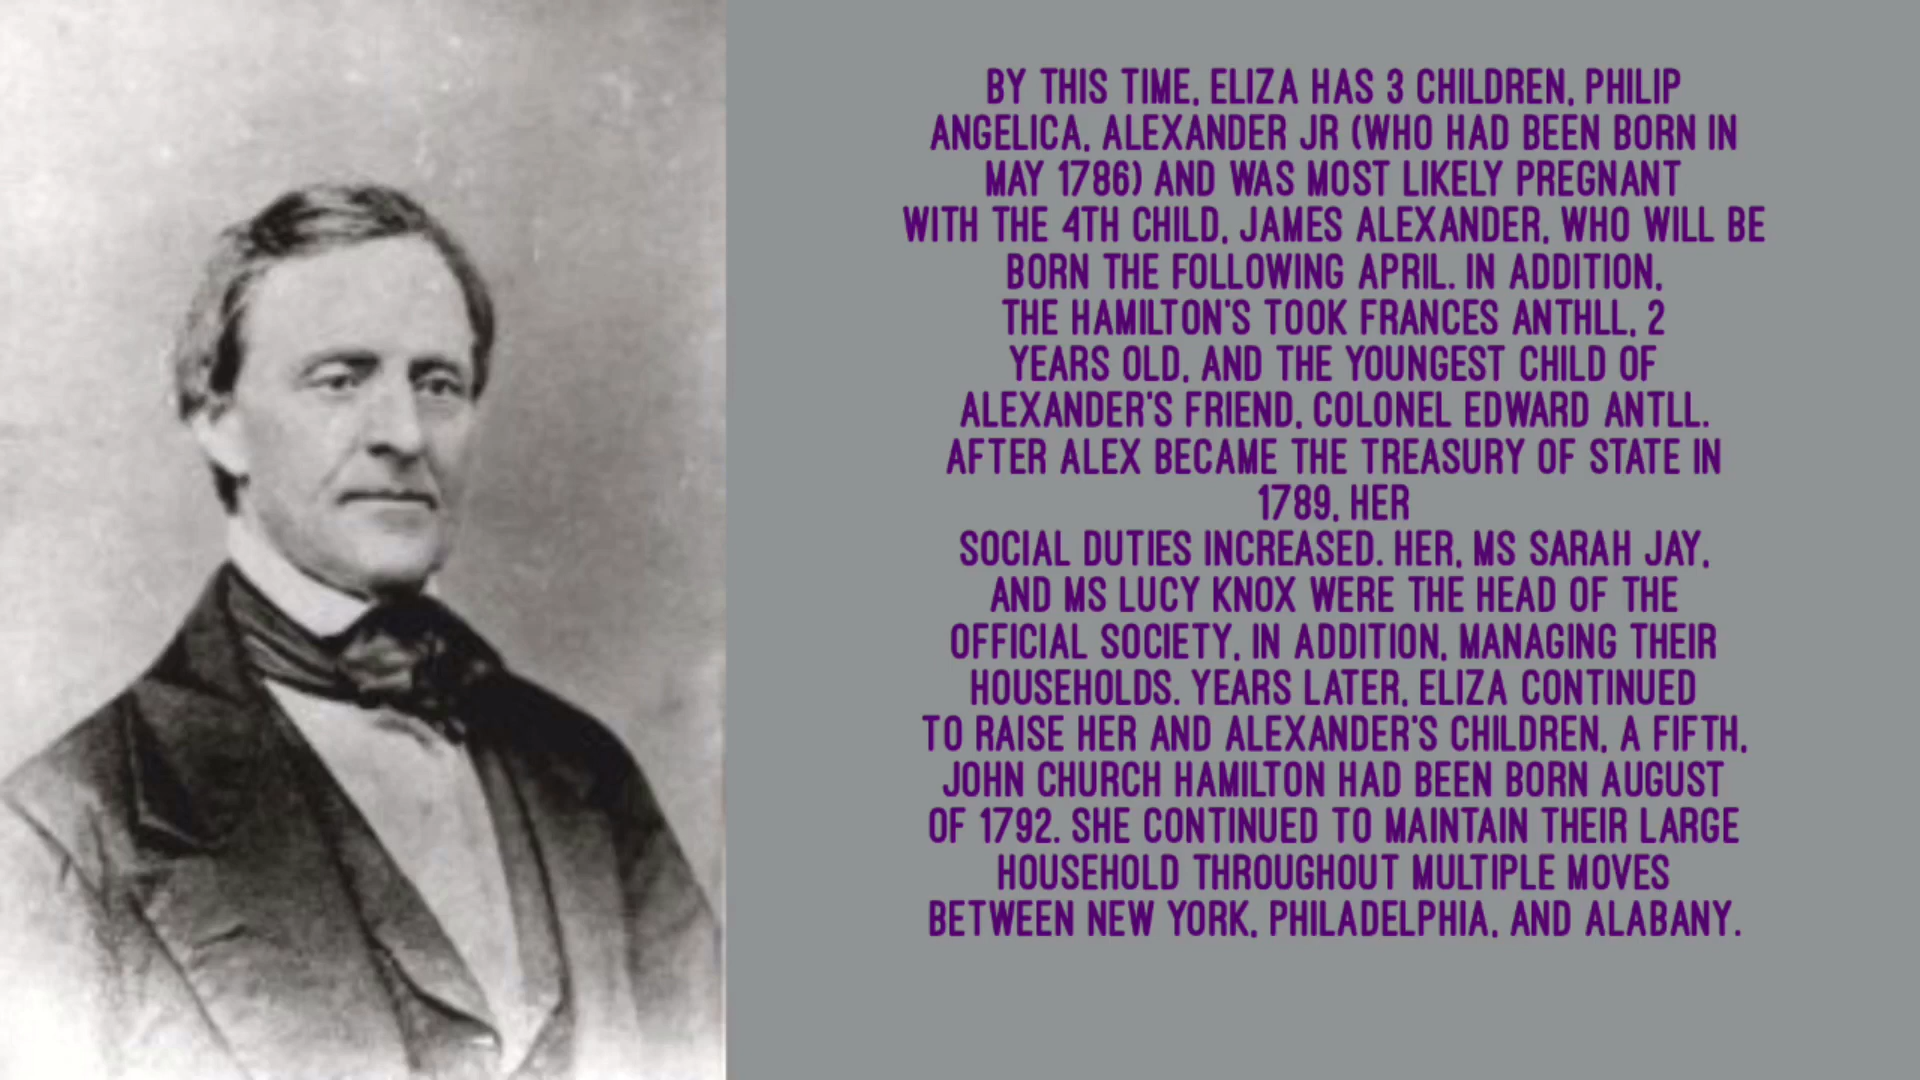 BY THIS TIME, ELIZA HAS 3 CHILDREN, PHILIP
ANGELICA, ALEXANDER JR (WHO HAD BEEN BORN IN
MAY 1786) AND WAS MOST LIKELY PREGNANT
WITH THE 4TH CHILD, JAMES ALEXANDER, WHO WILL BE
BORN THE FOLLOWING APRIL. IN ADDITION,
THE HAMILTON'S TOOK FRANCES ANTHLL, 2
YEARS OLD, AND THE YOUNGEST CHILD OF
ALEXANDER'S FRIEND, COLONEL EDWARD ANTLL.
AFTER ALEX BECAME THE TREASURY OF STATE IN
1789, HER
SOCIAL DUTIES INCREASED. HER, MS SARAH JAY,
AND MS LUCY KNOX WERE THE HEAD OF THE
OFFICIAL SOCIETY, IN ADDITION, MANAGING THEIR
HOUSEHOLDS. YEARS LATER, ELIZA CONTINUED
TO RAISE HER AND ALEXANDER'S CHILDREN, A FIFTH,
JOHN CHURCH HAMILTON HAD BEEN BORN AUGUST
OF 1792. SHE CONTINUED TO MAINTAIN THEIR LARGE
HOUSEHOLD THROUGHOUT MULTIPLE MOVES
BETWEEN NEW YORK, PHILADELPHIA, AND ALABANY.